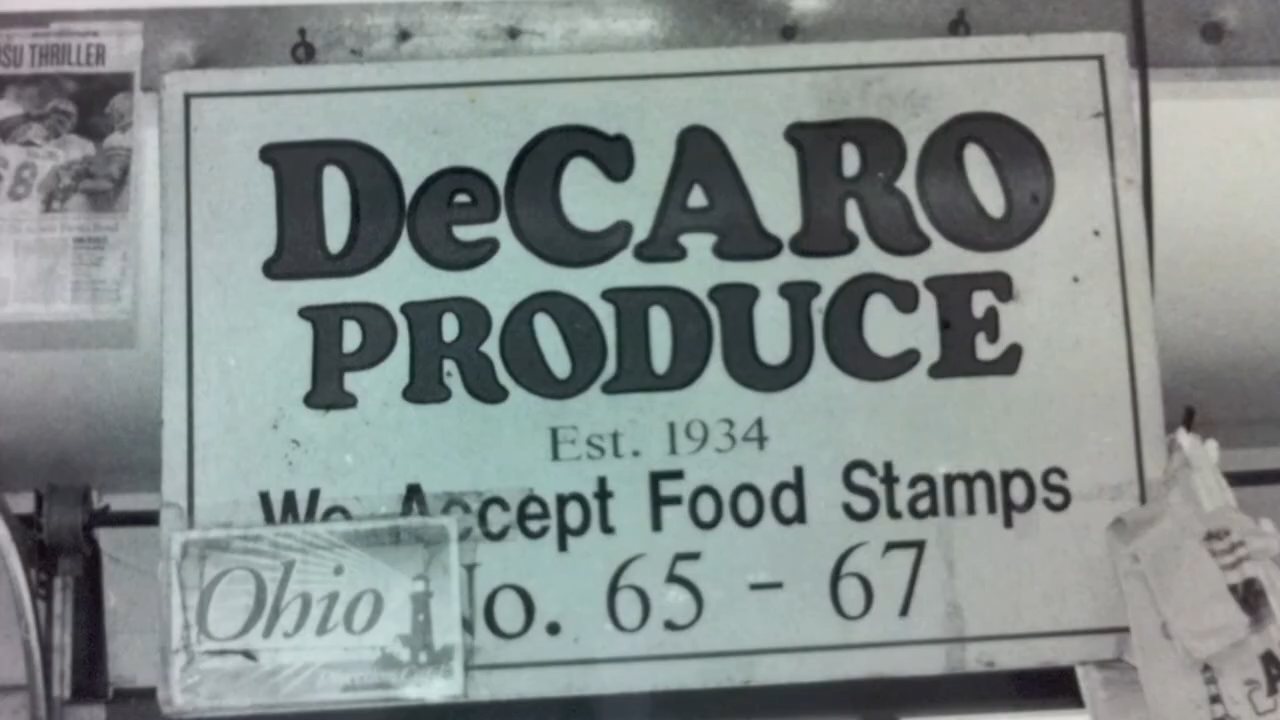 SU THRILLER
DeCARO
PRODUCE
Est. 1934
We Accept Food Stamps
No. 65 - 67
Ohio